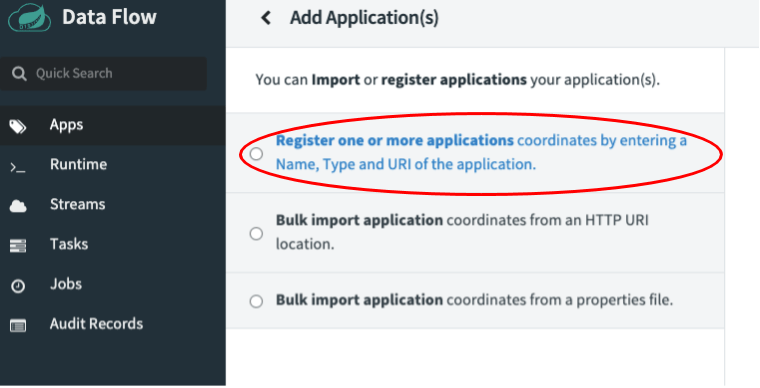 Data Flow
Add Application(s)
Quick Search
You can Import or register applications your application(s).
Apps
Register one or more applications coordinates by entering a
Name, Type and URI of the application.
Runtime
Streams
Bulk import application coordinates from an HTTP URI
location.
Tasks
Jobs
Bulk import application coordinates from a properties file.
Audit Records